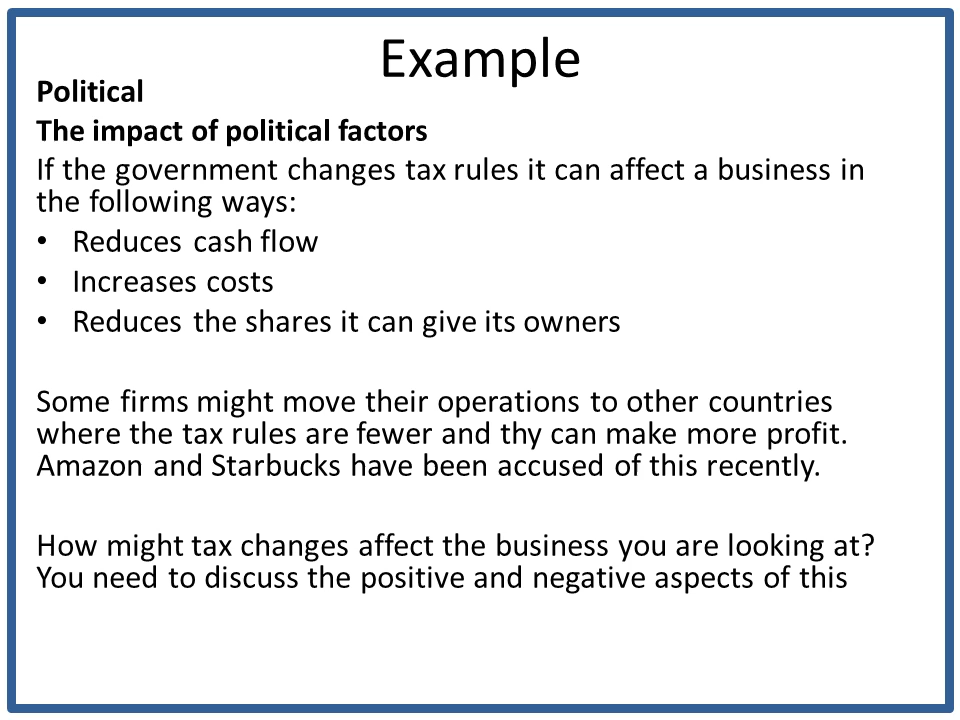 Example
Political
The impact of political factors
If the government changes tax rules it can affect a business in
the following ways:
• Reduces cash flow
• Increases costs
• Reduces the shares it can give its owners
Some firms might move their operations to other countries
where the tax rules are fewer and thy can make more profit.
Amazon and Starbucks have been accused of this recently.
How might tax changes affect the business you are looking at?
You need to discuss the positive and negative aspects of this